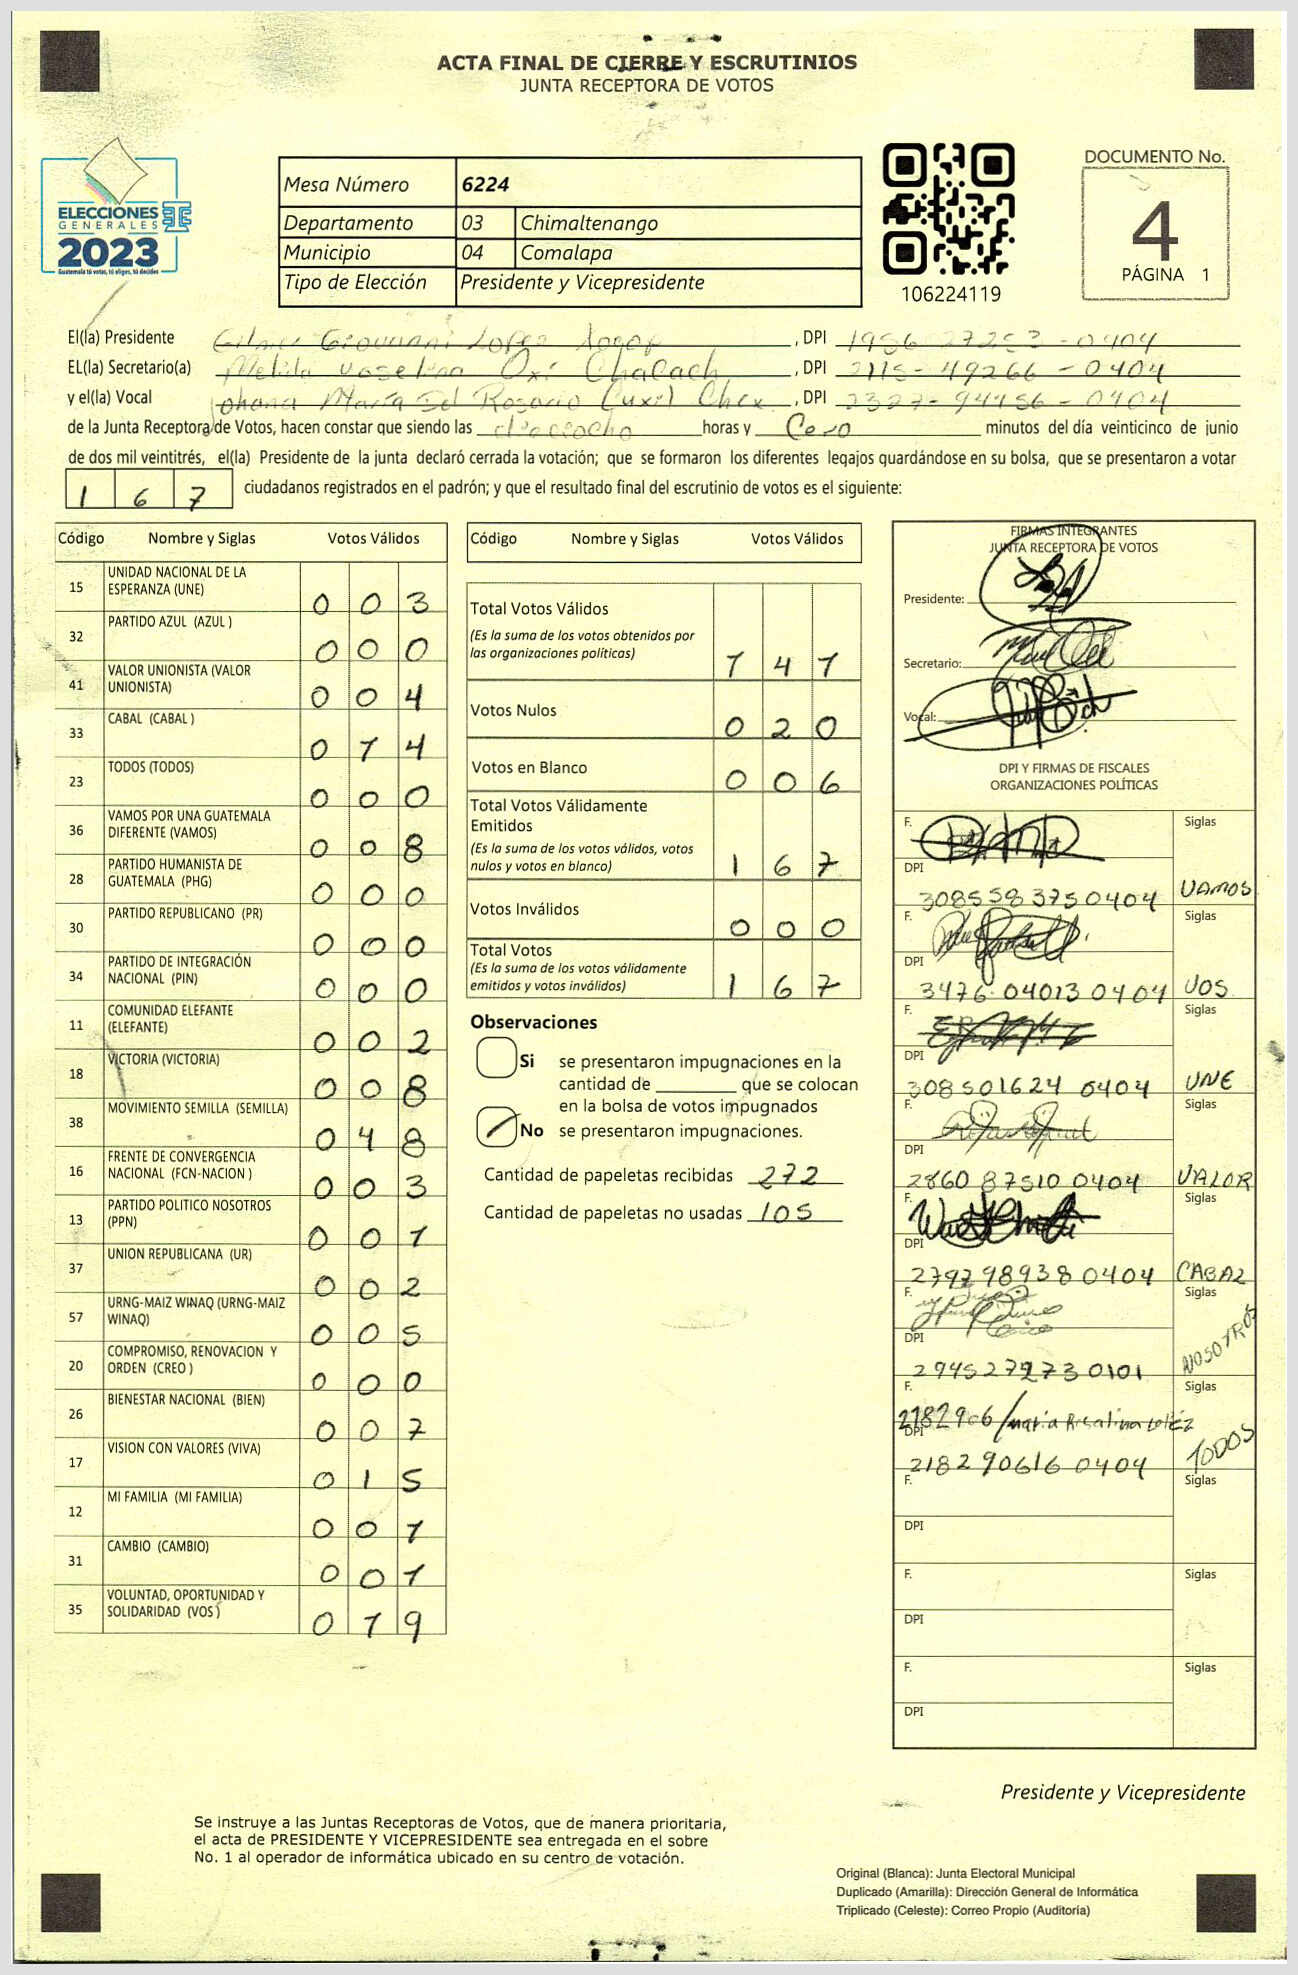 ACTA FINAL DE CIERRE Y ESCRUTINIOS
JUNTA RECEPTORA DE VOTOS
ELECCIONES
GENERALES
2023
Guatemala tú votas, tú eliges, tú decides
Mesa Número 6224
Departamento 03 Chimaltenango
Municipio 04 Comalapa
Tipo de Elección Presidente y Vicepresidente
106224119
DOCUMENTO No.
4
PÁGINA 1
El(la) Presidente Giovanni Lopez , DPI 1956 27253 - 0404
EL(la) Secretario(a) Oxí Chalach , DPI 2115 - 49266 - 0404
y el(la) Vocal Johana María Del Rosario Cuxil Chex , DPI 2327 - 94456 - 0404
de la Junta Receptora de Votos, hacen constar que siendo las dieciocho horas y Cero minutos del día veinticinco de junio
de dos mil veintitrés, el(la) Presidente de la junta declaró cerrada la votación; que se formaron los diferentes legajos guardándose en su bolsa, que se presentaron a votar
1 6 7 ciudadanos registrados en el padrón; y que el resultado final del escrutinio de votos es el siguiente:
Código Nombre y Siglas Votos Válidos
15 UNIDAD NACIONAL DE LA ESPERANZA (UNE) 0 0 3
32 PARTIDO AZUL (AZUL ) 0 0 0
41 VALOR UNIONISTA (VALOR UNIONISTA) 0 0 4
33 CABAL (CABAL ) 0 1 4
23 TODOS (TODOS) 0 0 0
36 VAMOS POR UNA GUATEMALA DIFERENTE (VAMOS) 0 0 8
28 PARTIDO HUMANISTA DE GUATEMALA (PHG) 0 0 0
30 PARTIDO REPUBLICANO (PR) 0 0 0
34 PARTIDO DE INTEGRACIÓN NACIONAL (PIN) 0 0 0
11 COMUNIDAD ELEFANTE (ELEFANTE) 0 0 2
18 VICTORIA (VICTORIA) 0 0 8
38 MOVIMIENTO SEMILLA (SEMILLA) 0 4 8
16 FRENTE DE CONVERGENCIA NACIONAL (FCN-NACION ) 0 0 3
13 PARTIDO POLITICO NOSOTROS (PPN) 0 0 1
37 UNION REPUBLICANA (UR) 0 0 2
57 URNG-MAIZ WINAQ (URNG-MAIZ WINAQ) 0 0 5
20 COMPROMISO, RENOVACION Y ORDEN (CREO ) 0 0 0
26 BIENESTAR NACIONAL (BIEN) 0 0 7
17 VISION CON VALORES (VIVA) 0 1 5
12 MI FAMILIA (MI FAMILIA) 0 0 1
31 CAMBIO (CAMBIO) 0 0 1
35 VOLUNTAD, OPORTUNIDAD Y SOLIDARIDAD (VOS ) 0 1 9
Código Nombre y Siglas Votos Válidos
Total Votos Válidos 1 4 1
(Es la suma de los votos obtenidos por
las organizaciones políticas)
Votos Nulos 0 2 0
Votos en Blanco 0 0 6
Total Votos Válidamente
Emitidos
(Es la suma de los votos válidos, votos
nulos y votos en blanco) 1 6 7
Votos Inválidos 0 0 0
Total Votos
(Es la suma de los votos válidamente
emitidos y votos inválidos) 1 6 7
Observaciones
Si se presentaron impugnaciones en la
cantidad de ________ que se colocan
en la bolsa de votos impugnados
No se presentaron impugnaciones.
Cantidad de papeletas recibidas 272
Cantidad de papeletas no usadas 105
FIRMAS INTEGRANTES
JUNTA RECEPTORA DE VOTOS
Presidente:
Secretario:
Vocal:
DPI Y FIRMAS DE FISCALES
ORGANIZACIONES POLÍTICAS
F. Siglas
DPI 308558 375 0404 VAMOS
F. Siglas
DPI 3476 04013 0404 VOS
F. Siglas
DPI 308501624 0404 UNE
F. Siglas
DPI 2860 87510 0404 VALOR
F. Siglas
DPI 2797 98938 0404 CABAL
F. Siglas
DPI 2945 27273 0101 NOSOTROS
F. 2182906 / maria Rosalina Siglas
DPI 2182 90616 0404 TODOS
F. Siglas
DPI
F. Siglas
DPI
F. Siglas
DPI
Presidente y Vicepresidente
Se instruye a las Juntas Receptoras de Votos, que de manera prioritaria,
el acta de PRESIDENTE Y VICEPRESIDENTE sea entregada en el sobre
No. 1 al operador de informática ubicado en su centro de votación.
Original (Blanca): Junta Electoral Municipal
Duplicado (Amarilla): Dirección General de Informática
Triplicado (Celeste): Correo Propio (Auditoría)